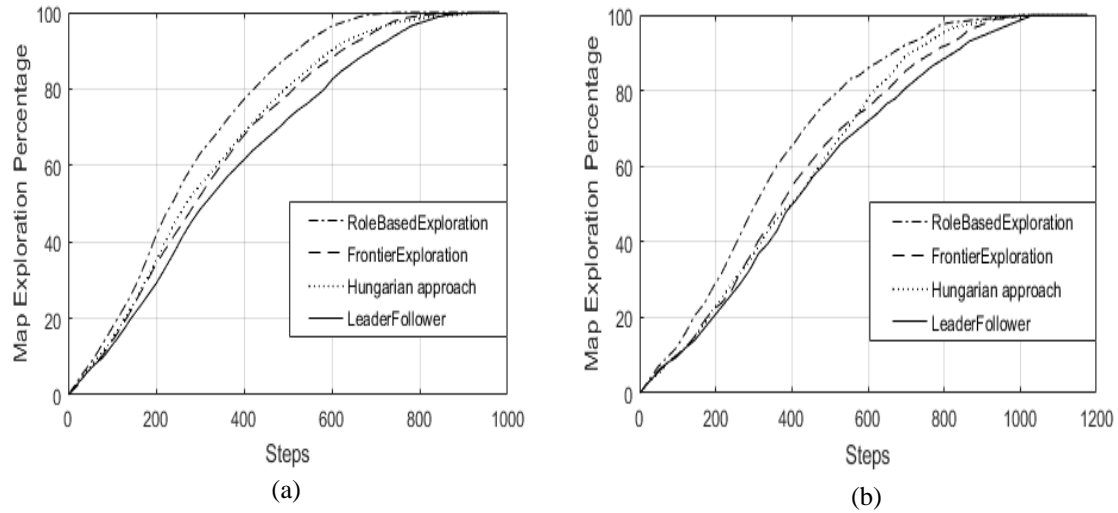 Map Exploration Percentage
100
80
60
40
20
0
0 200 400 600 800 1000
Steps
RoleBasedExploration
FrontierExploration
Hungarian approach
LeaderFollower
(a)
Map Exploration Percentage
100
80
60
40
20
0
0 200 400 600 800 1000 1200
Steps
RoleBasedExploration
FrontierExploration
Hungarian approach
LeaderFollower
(b)